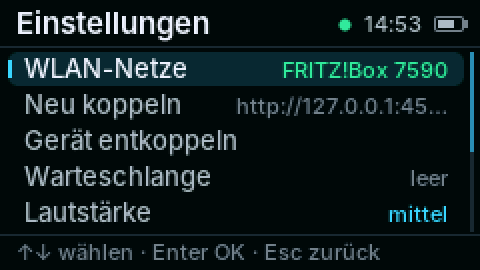 Einstellungen 14:53
WLAN-Netze FRITZ!Box 7590
Neu koppeln http://127.0.0.1:45...
Gerät entkoppeln
Warteschlange leer
Lautstärke mittel
↑↓ wählen · Enter OK · Esc zurück